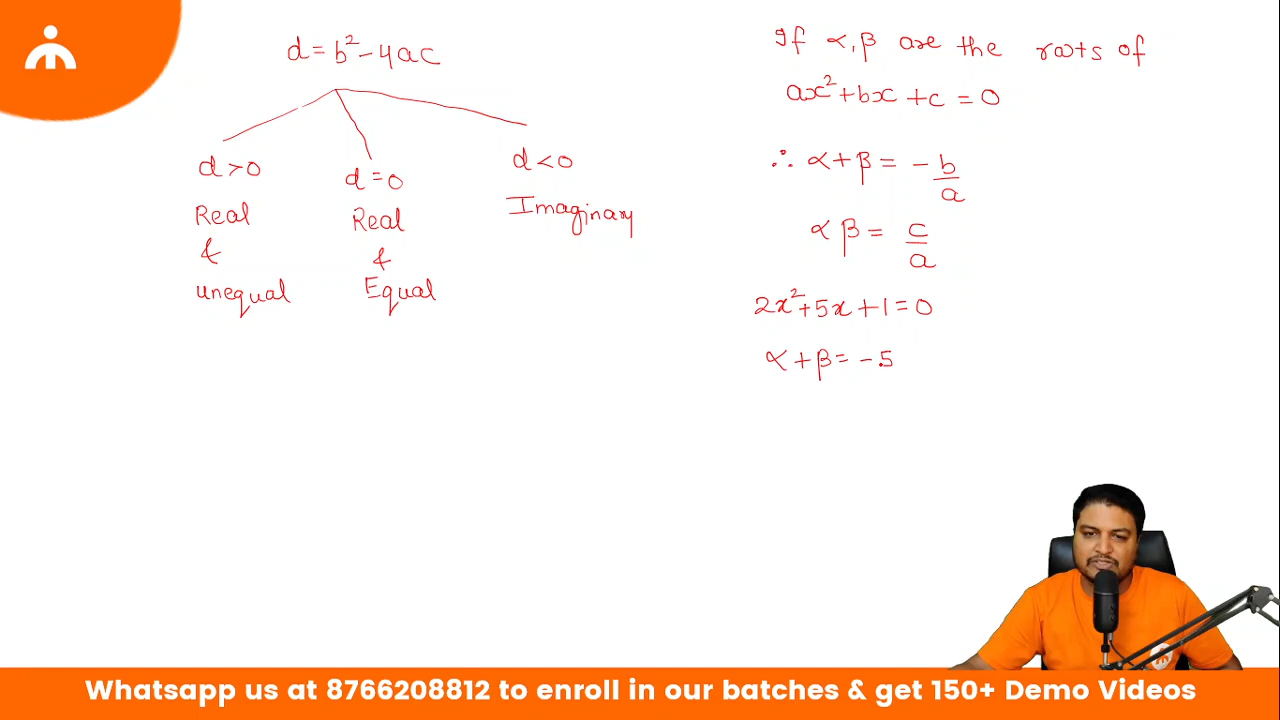 d = b² - 4ac
d > 0
Real
&
unequal
d = 0
Real
&
Equal
d < 0
Imaginary
If α, β are the roots of
ax² + bx + c = 0
∴ α + β = - b/a
α β = c/a
2x² + 5x + 1 = 0
α + β = - 5
Whatsapp us at 8766208812 to enroll in our batches & get 150+ Demo Videos